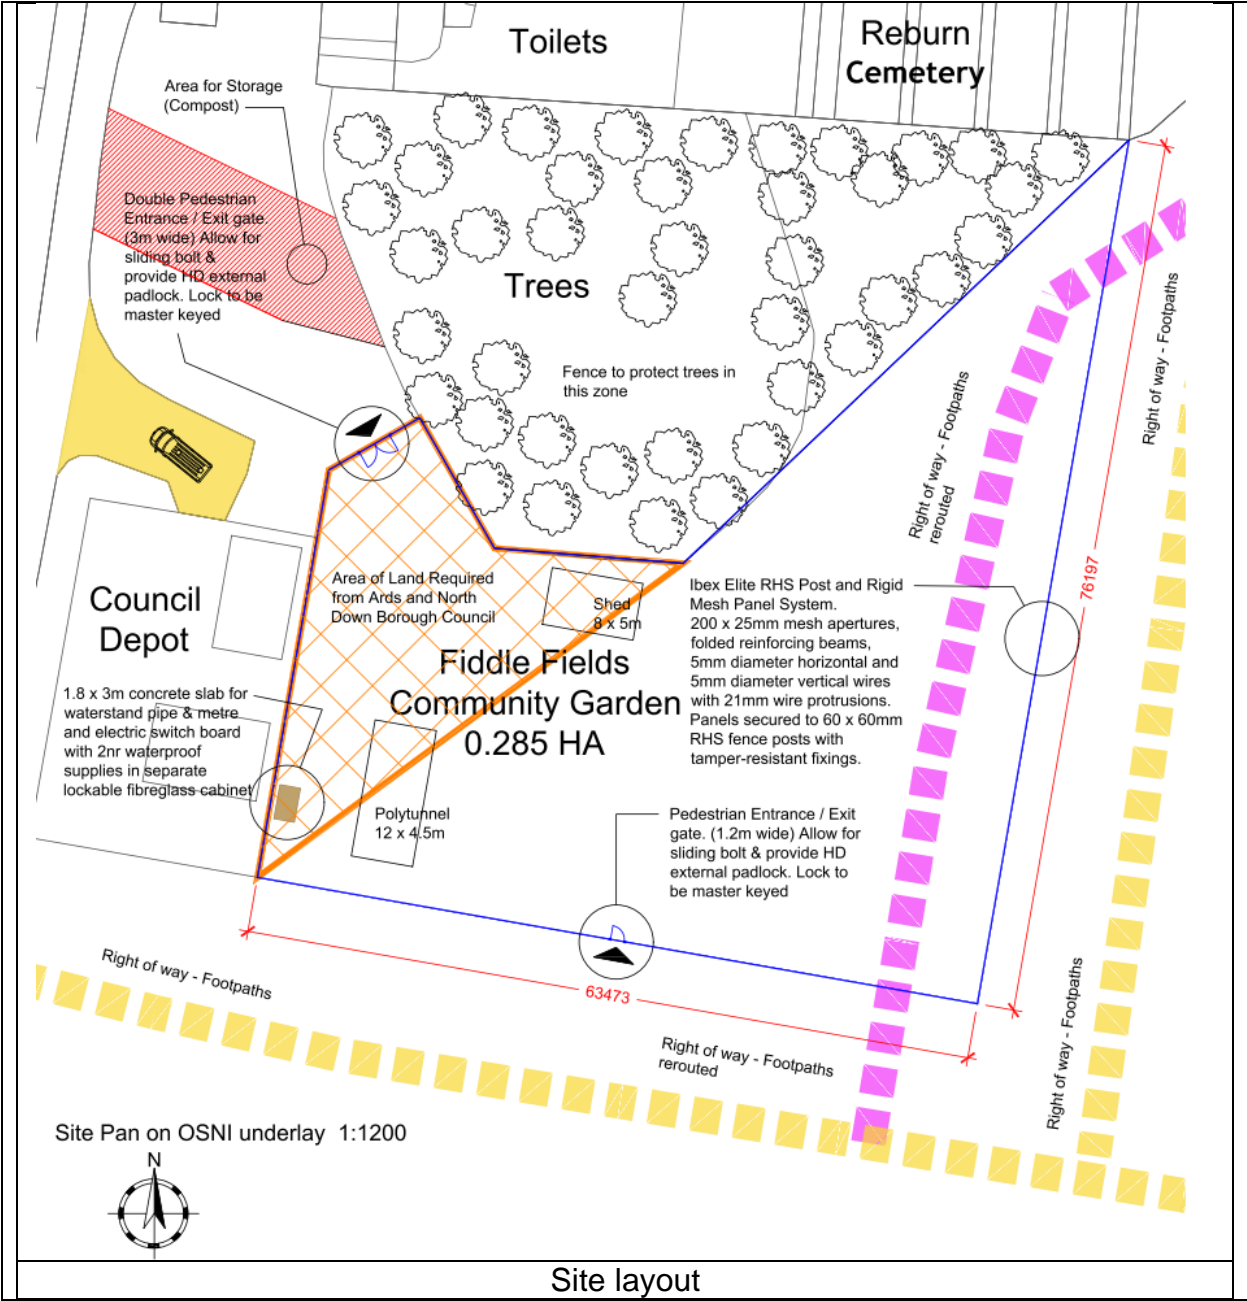 Toilets
Reburn
Cemetery
Area for Storage
(Compost)
Double Pedestrian
Entrance / Exit gate.
(3m wide) Allow for
sliding bolt &
provide HD external
padlock. Lock to be
master keyed
Trees
Fence to protect trees in
this zone
Right of way - Footpaths
Right of way - Footpaths
rerouted
76197
Area of Land Required
from Ards and North
Down Borough Council
Shed
8 x 5m
Ibex Elite RHS Post and Rigid
Mesh Panel System.
200 x 25mm mesh apertures,
folded reinforcing beams,
5mm diameter horizontal and
5mm diameter vertical wires
with 21mm wire protrusions.
Panels secured to 60 x 60mm
RHS fence posts with
tamper-resistant fixings.
Council
Depot
Fiddle Fields
Community Garden
0.285 HA
1.8 x 3m concrete slab for
waterstand pipe & metre
and electric switch board
with 2nr waterproof
supplies in separate
lockable fibreglass cabinet
Polytunnel
12 x 4.5m
Pedestrian Entrance / Exit
gate. (1.2m wide) Allow for
sliding bolt & provide HD
external padlock. Lock to
be master keyed
Right of way - Footpaths
63473
Right of way - Footpaths
rerouted
Right of way - Footpaths
Site Pan on OSNI underlay 1:1200
N
Site layout